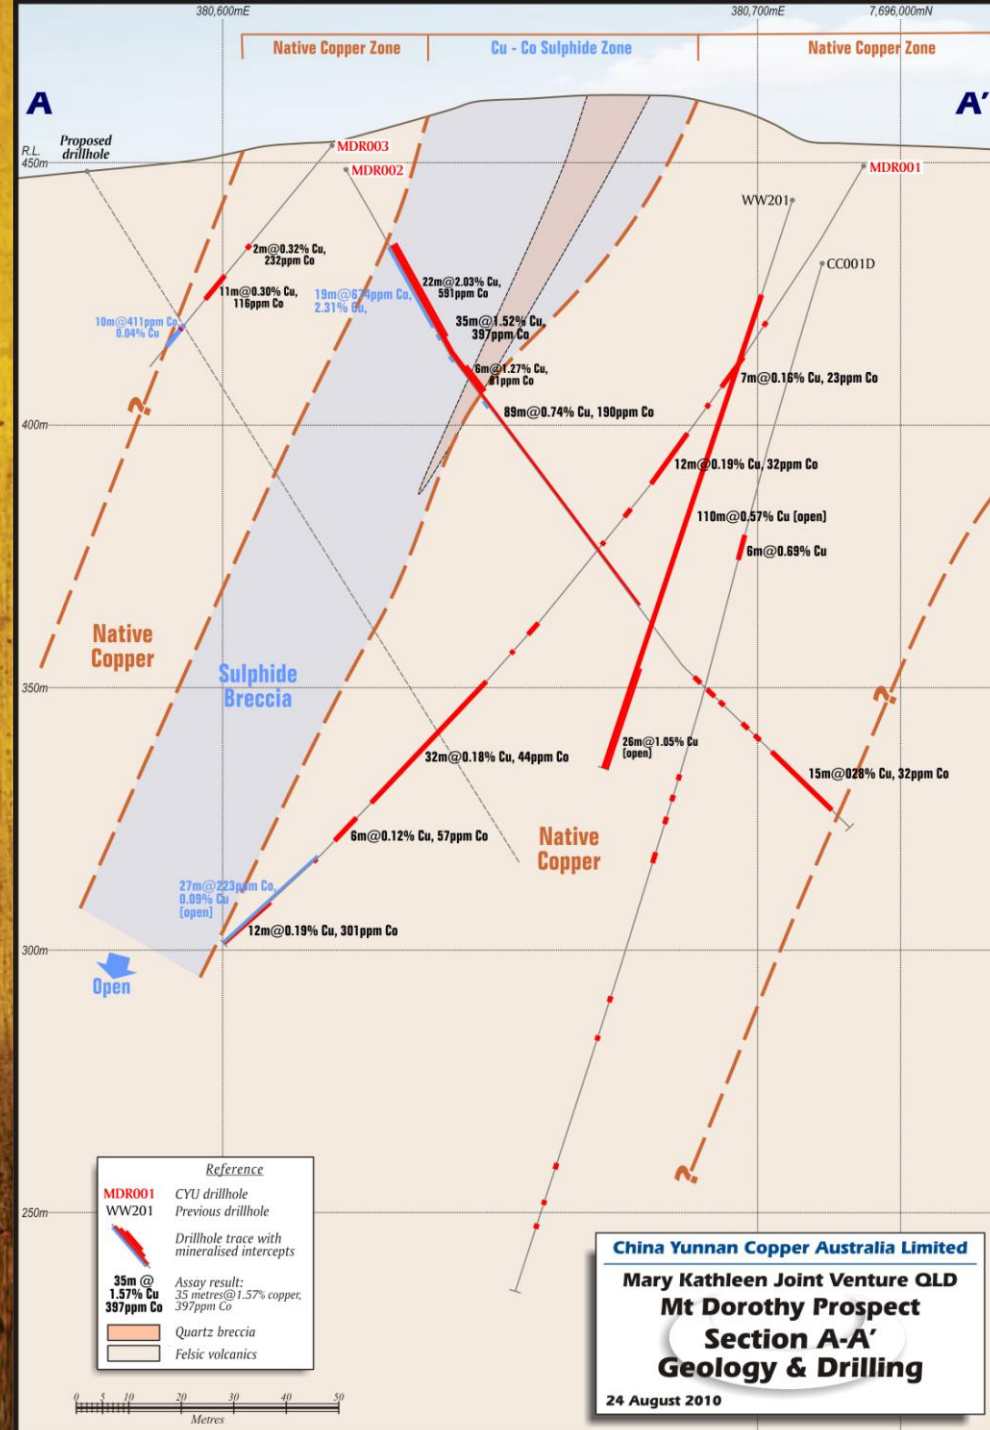 380,600mE
380,700mE
7,696,000mN
Native Copper Zone
Cu - Co Sulphide Zone
Native Copper Zone
A
A'
Proposed
drillhole
R.L.
450m
MDR003
MDR002
MDR001
WW201
CC001D
2m@0.32% Cu,
232ppm Co
11m@0.30% Cu,
116ppm Co
10m@411ppm Co,
0.04% Cu
19m@674ppm Co,
2.31% Cu,
22m@2.03% Cu,
591ppm Co
35m@1.52% Cu,
397ppm Co
6m@1.27% Cu,
81ppm Co
89m@0.74% Cu, 190ppm Co
7m@0.16% Cu, 23ppm Co
?
400m
12m@0.19% Cu, 32ppm Co
110m@0.57% Cu [open]
6m@0.69% Cu
Native
Copper
Sulphide
Breccia
350m
?
26m@1.05% Cu
[open]
32m@0.18% Cu, 44ppm Co
15m@028% Cu, 32ppm Co
6m@0.12% Cu, 57ppm Co
Native
Copper
27m@223ppm Co,
0.09% Cu
[open]
12m@0.19% Cu, 301ppm Co
300m
Open
?
250m
Reference
MDR001 CYU drillhole
WW201 Previous drillhole
Drillhole trace with
mineralised intercepts
35m @
1.57% Cu
397ppm Co
Assay result:
35 metres@1.57% copper,
397ppm Co
Quartz breccia
Felsic volcanics
0 5 10 20 30 40 50
Metres
China Yunnan Copper Australia Limited
Mary Kathleen Joint Venture QLD
Mt Dorothy Prospect
Section A-A'
Geology & Drilling
24 August 2010